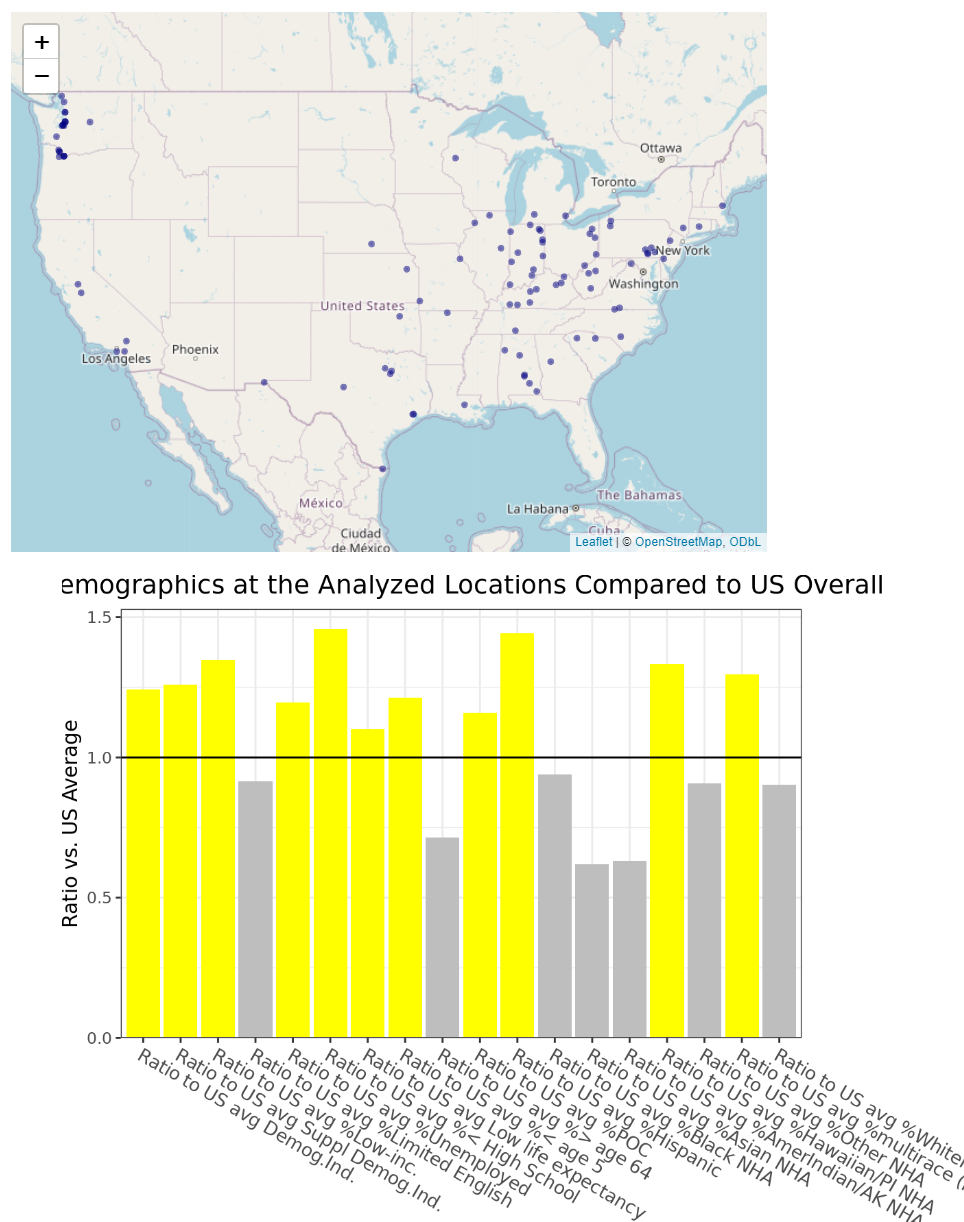 +
−
Ottawa
Toronto
New York
Washington
United States
Los Angeles
Phoenix
México
Ciudad
de México
La Habana
The Bahamas
Cuba
Leaflet | © OpenStreetMap, ODbL
emographics at the Analyzed Locations Compared to US Overall
Ratio vs. US Average
1.5
1.0
0.5
0.0
Ratio to US avg Demog.Ind.
Ratio to US avg Suppl Demog.Ind.
Ratio to US avg %Low-inc.
Ratio to US avg %Limited English
Ratio to US avg %Unemployed
Ratio to US avg %< High School
Ratio to US avg Low life expectancy
Ratio to US avg %< age 5
Ratio to US avg %> age 64
Ratio to US avg %POC
Ratio to US avg %Hispanic
Ratio to US avg %Black NHA
Ratio to US avg %Asian NHA
Ratio to US avg %AmerIndian/AK NHA
Ratio to US avg %Hawaiian/PI NHA
Ratio to US avg %Other NHA
Ratio to US avg %multirace (
Ratio to US avg %White